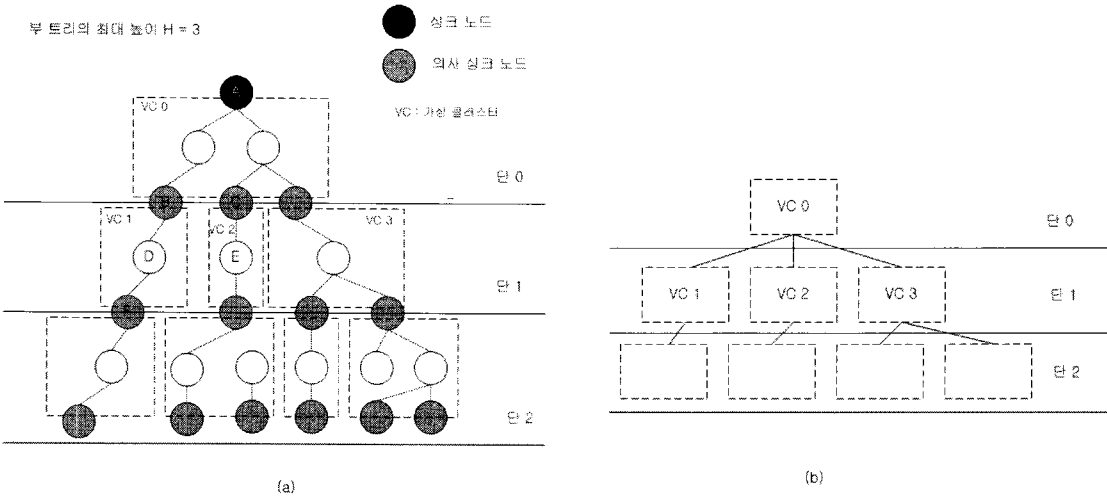 부 트리의 최대 높이 H = 3
싱크 노드
의사 싱크 노드
VC : 가상 클러스터
A
VC 0
단 0
B
C
VC 1
VC 2
VC 3
D
E
단 1
단 2
(a)
VC 0
단 0
VC 1
VC 2
VC 3
단 1
단 2
(b)